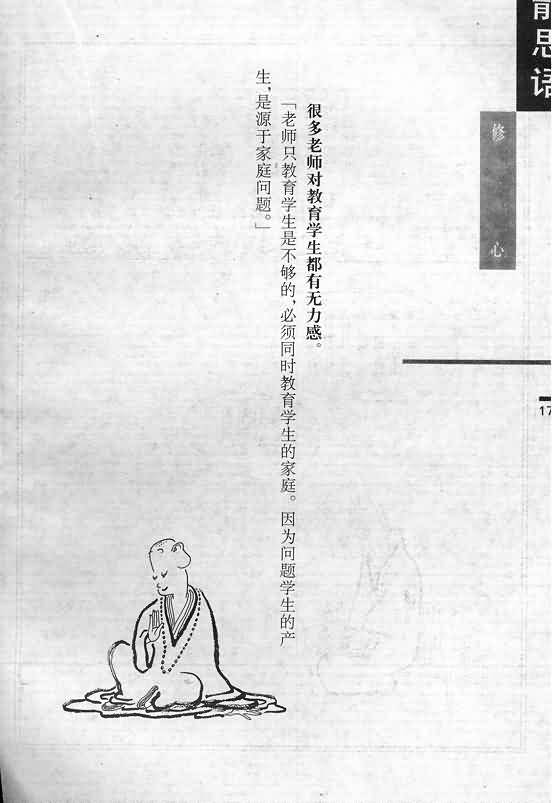 思语
修心
17
很多老师对教育学生都有无力感。
「老师只教育学生是不够的，必须同时教育学生的家庭。因为问题学生的产
生，是源于家庭问题。」